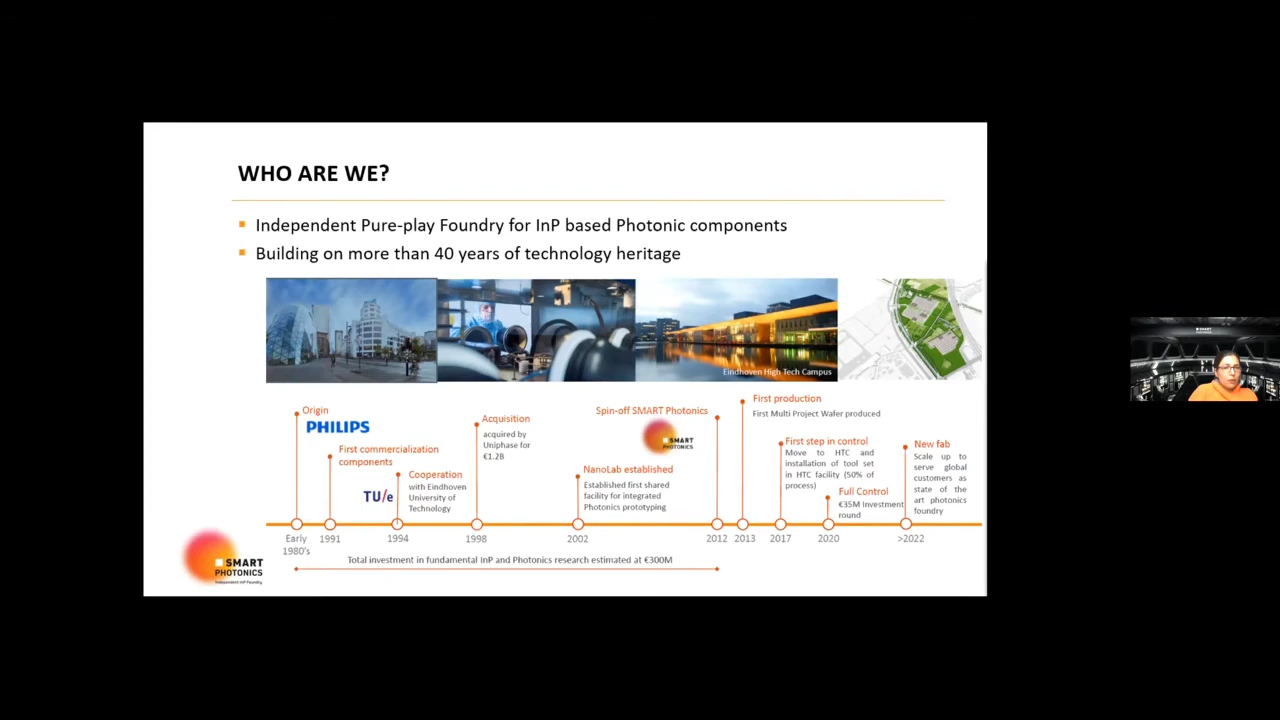 WHO ARE WE?
Independent Pure-play Foundry for InP based Photonic components
Building on more than 40 years of technology heritage
Eindhoven High Tech Campus
Origin
PHILIPS
First commercialization
components
TU/e
Cooperation
with Eindhoven
University of
Technology
Acquisition
acquired by
Uniphase for
€1.2B
Spin-off SMART Photonics
SMART
PHOTONICS
NanoLab established
Established first shared
facility for integrated
Photonics prototyping
First production
First Multi Project Wafer produced
First step in control
Move to HTC and
installation of tool set
in HTC facility (50% of
process)
Full Control
€35M Investment
round
New fab
Scale up to
serve global
customers as
state of the
art photonics
foundry
Early
1980's
1991
1994
1998
2002
2012
2013
2017
2020
>2022
Total investment in fundamental InP and Photonics research estimated at €300M
SMART
PHOTONICS
Independent InP Foundry